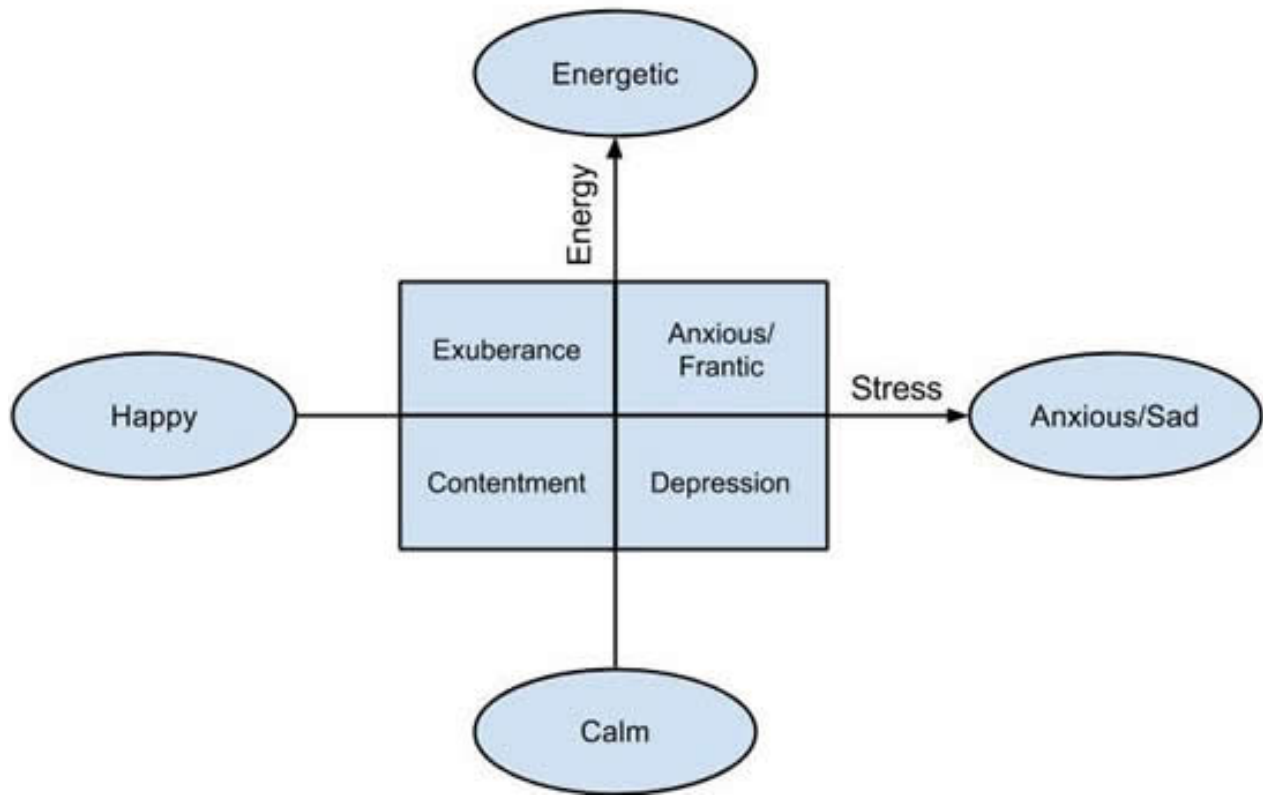 Energetic
Energy
Exuberance
Anxious/
Frantic
Happy
Stress
Anxious/Sad
Contentment
Depression
Calm